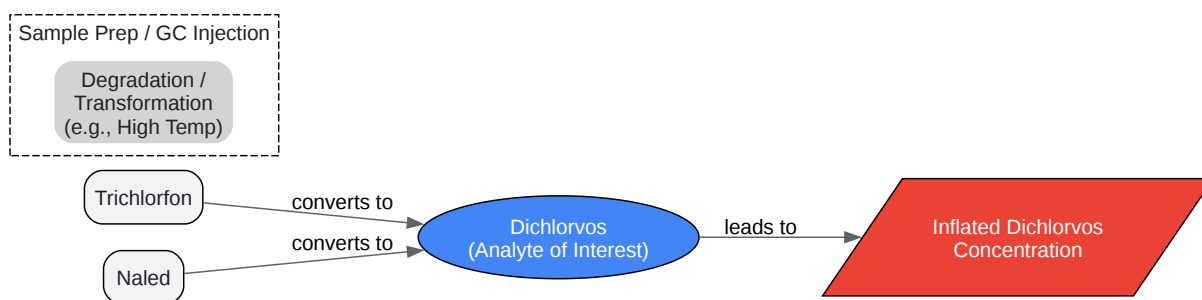 Sample Prep / GC Injection
Degradation /
Transformation
(e.g., High Temp)
Trichlorfon
converts to
Naled
converts to
Dichlorvos
(Analyte of Interest)
leads to
Inflated Dichlorvos
Concentration